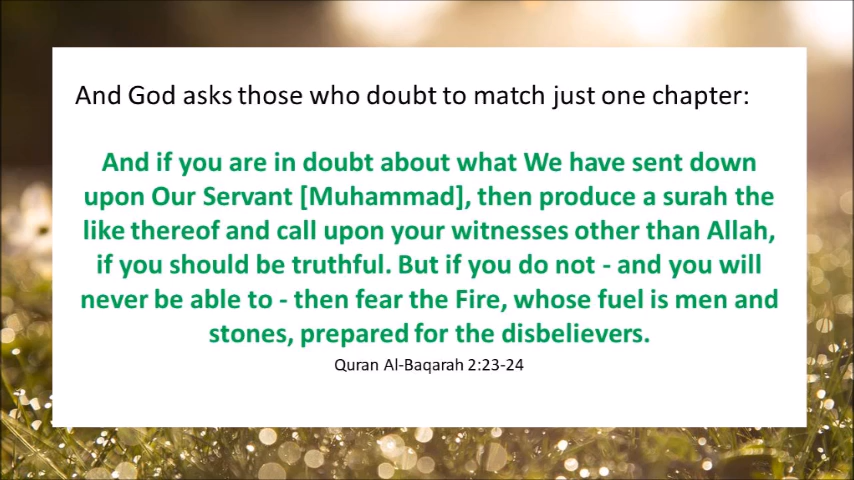 And God asks those who doubt to match just one chapter:
And if you are in doubt about what We have sent down
upon Our Servant [Muhammad], then produce a surah the
like thereof and call upon your witnesses other than Allah,
if you should be truthful. But if you do not - and you will
never be able to - then fear the Fire, whose fuel is men and
stones, prepared for the disbelievers.
Quran Al-Baqarah 2:23-24